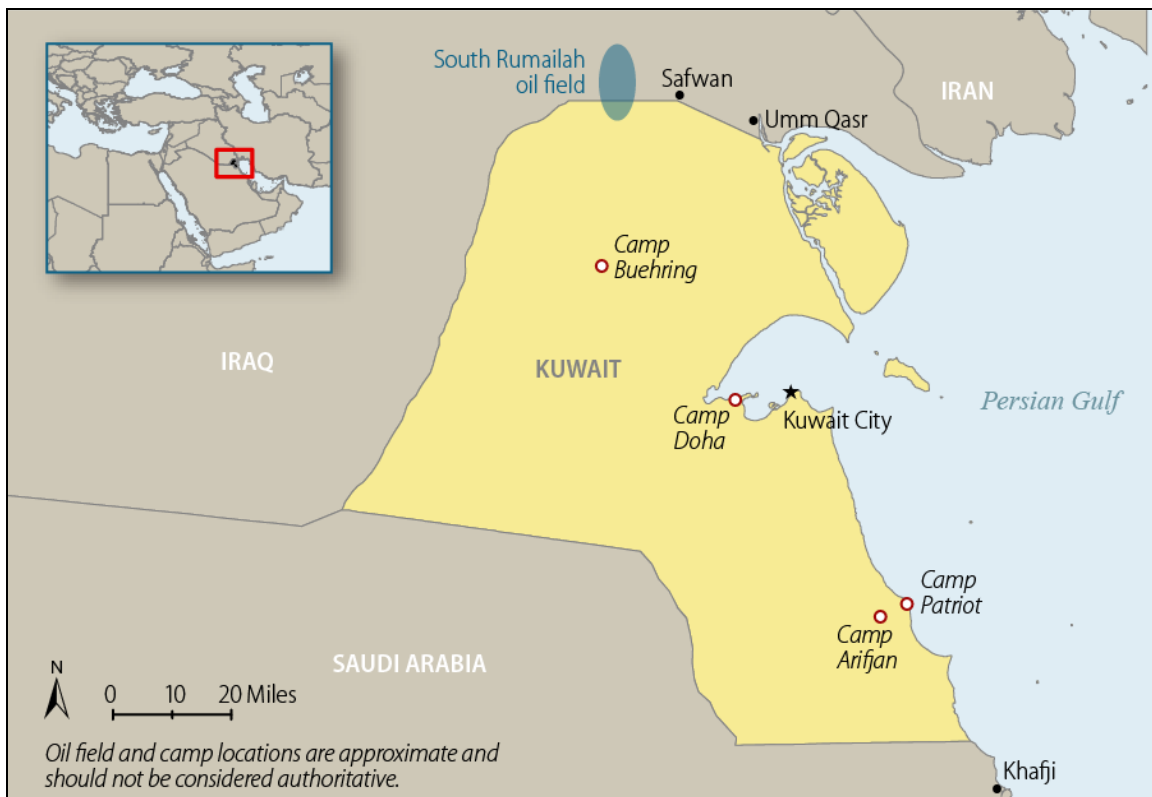 South Rumailah
oil field
Safwan
IRAN
Umm Qasr
Camp
Buehring
IRAQ
KUWAIT
Persian Gulf
Camp
Doha
Kuwait City
Camp
Patriot
Camp
Arifjan
SAUDI ARABIA
N
0 10 20 Miles
Oil field and camp locations are approximate and
should not be considered authoritative.
Khafji